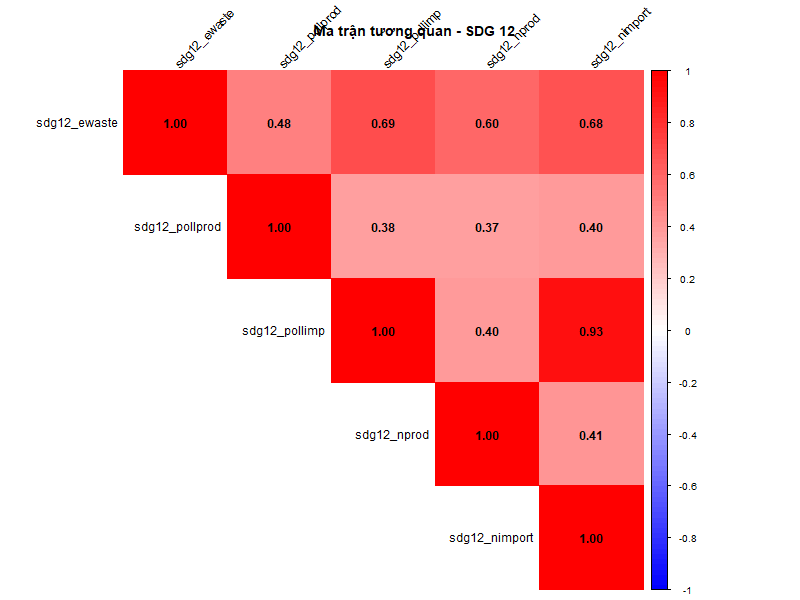 Ma trận tương quan - SDG 12
sdg12_ewaste sdg12_pollprod sdg12_pollimp sdg12_nprod sdg12_nimport
sdg12_ewaste 1.00 0.48 0.69 0.60 0.68
sdg12_pollprod 1.00 0.38 0.37 0.40
sdg12_pollimp 1.00 0.40 0.93
sdg12_nprod 1.00 0.41
sdg12_nimport 1.00
1
0.8
0.6
0.4
0.2
0
-0.2
-0.4
-0.6
-0.8
-1